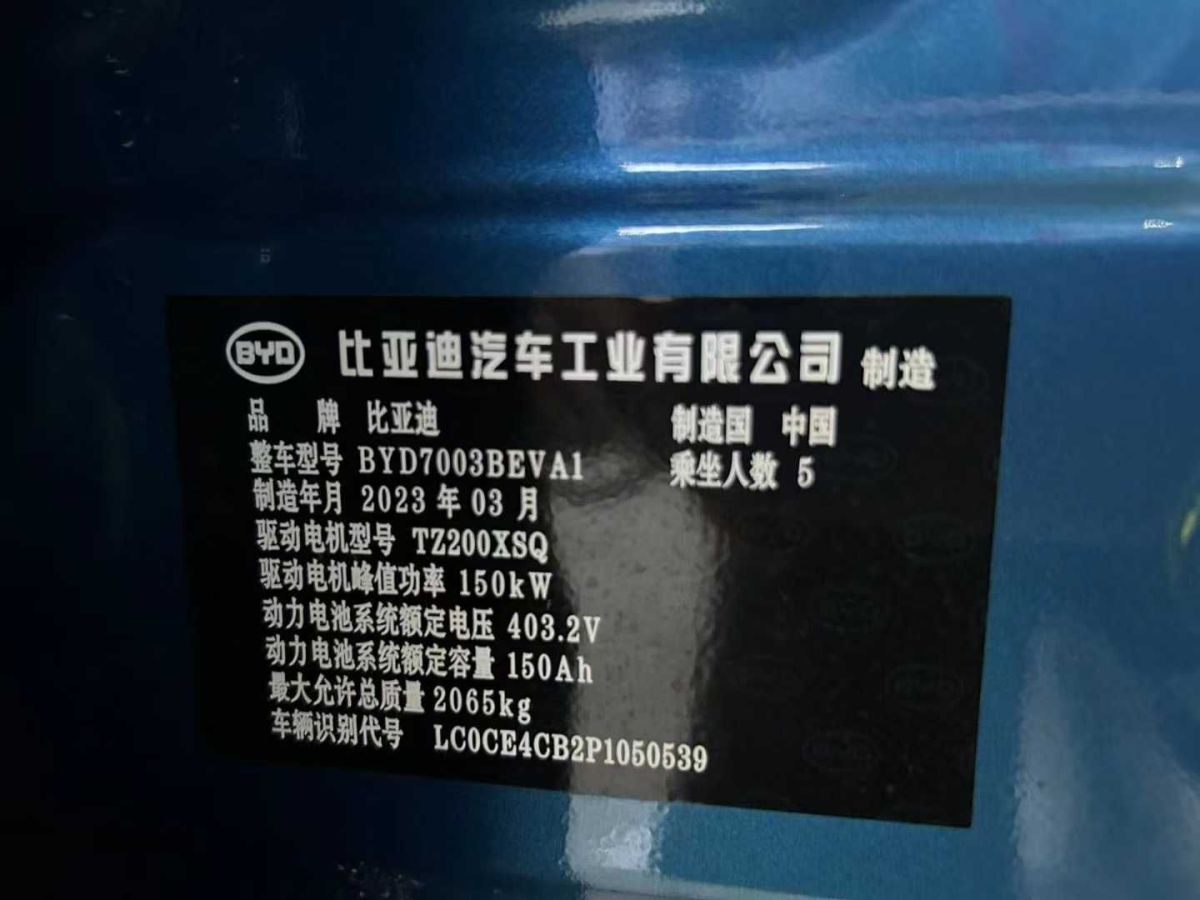 BYD 比亚迪汽车工业有限公司 制造
品 牌 比亚迪 制造国 中国
整车型号 BYD7003BEVA1 乘坐人数 5
制造年月 2023 年 03 月
驱动电机型号 TZ200XSQ
驱动电机峰值功率 150kW
动力电池系统额定电压 403.2V
动力电池系统额定容量 150Ah
最大允许总质量 2065kg
车辆识别代号 LC0CE4CB2P1050539